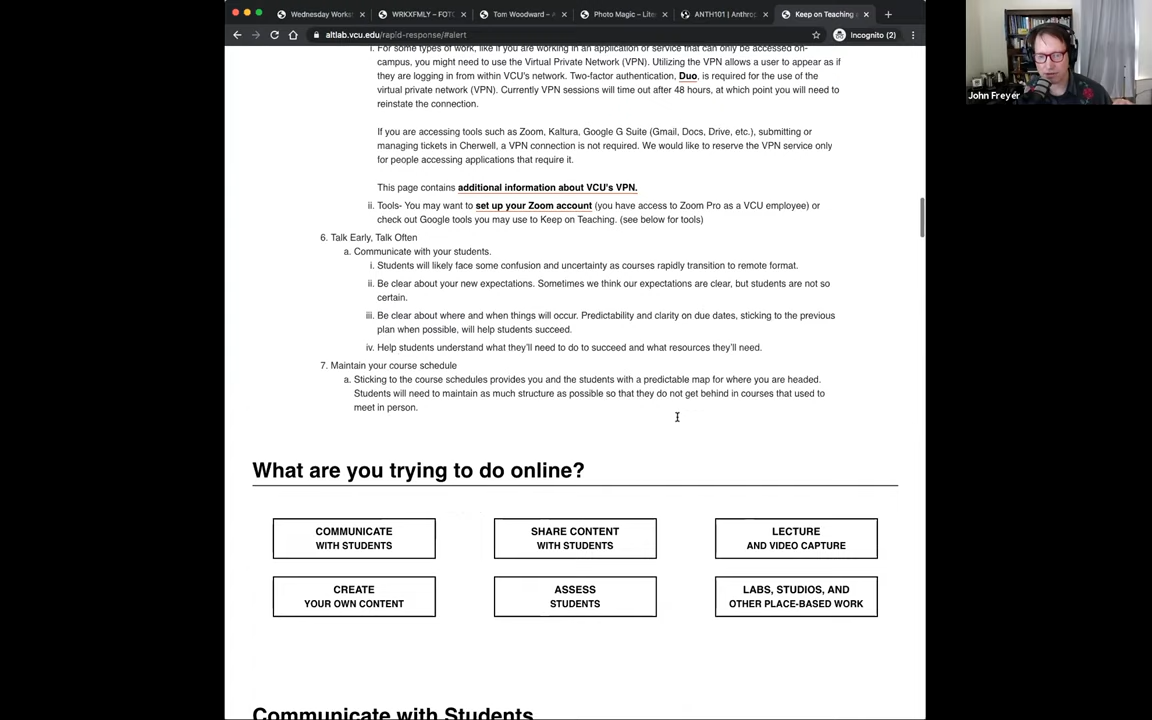 Wednesday Works
WRKXFMLY – FOTO
Tom Woodward – A
Photo Magic – Lite
ANTH101 | Anthrop
Keep on Teaching
altlab.vcu.edu/rapid-response/#alert
Incognito (2)
i. For some types of work, like if you are working in an application or service that can only be accessed on-
campus, you might need to use the Virtual Private Network (VPN). Utilizing the VPN allows a user to appear as if
they are logging in from within VCU's network. Two-factor authentication, Duo, is required for the use of the
virtual private network (VPN). Currently VPN sessions will time out after 48 hours, at which point you will need to
reinstate the connection.
If you are accessing tools such as Zoom, Kaltura, Google G Suite (Gmail, Docs, Drive, etc.), submitting or
managing tickets in Cherwell, a VPN connection is not required. We would like to reserve the VPN service only
for people accessing applications that require it.
This page contains additional information about VCU's VPN.
ii. Tools- You may want to set up your Zoom account (you have access to Zoom Pro as a VCU employee) or
check out Google tools you may use to Keep on Teaching. (see below for tools)
6. Talk Early, Talk Often
a. Communicate with your students.
i. Students will likely face some confusion and uncertainty as courses rapidly transition to remote format.
ii. Be clear about your new expectations. Sometimes we think our expectations are clear, but students are not so
certain.
iii. Be clear about where and when things will occur. Predictability and clarity on due dates, sticking to the previous
plan when possible, will help students succeed.
iv. Help students understand what they'll need to do to succeed and what resources they'll need.
7. Maintain your course schedule
a. Sticking to the course schedules provides you and the students with a predictable map for where you are headed.
Students will need to maintain as much structure as possible so that they do not get behind in courses that used to
meet in person.
What are you trying to do online?
COMMUNICATE
WITH STUDENTS
SHARE CONTENT
WITH STUDENTS
LECTURE
AND VIDEO CAPTURE
CREATE
YOUR OWN CONTENT
ASSESS
STUDENTS
LABS, STUDIOS, AND
OTHER PLACE-BASED WORK
Communicate with Students
John Freyer